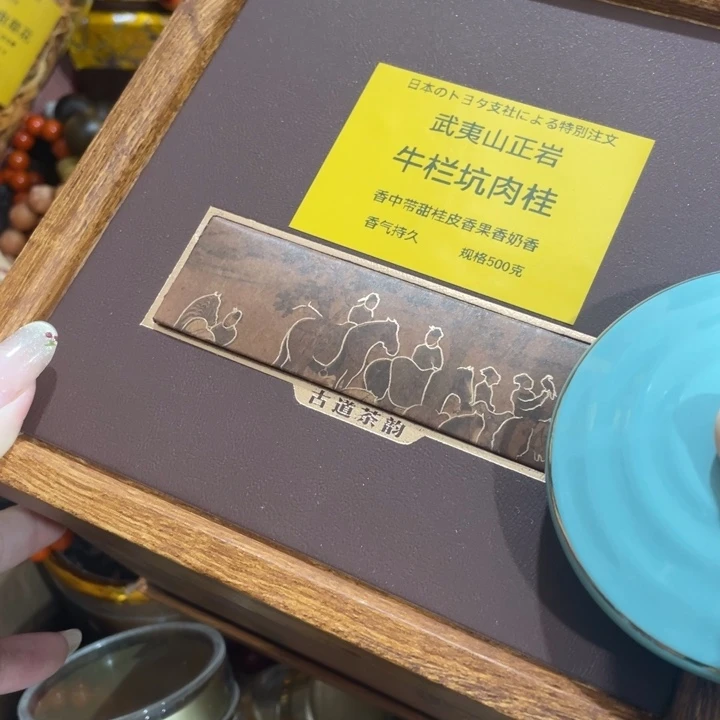 日本のトヨタ支社による特別注文
武夷山正岩
牛栏坑肉桂
香中带甜桂皮香果香奶香
香气持久
规格500克
古道茶韵